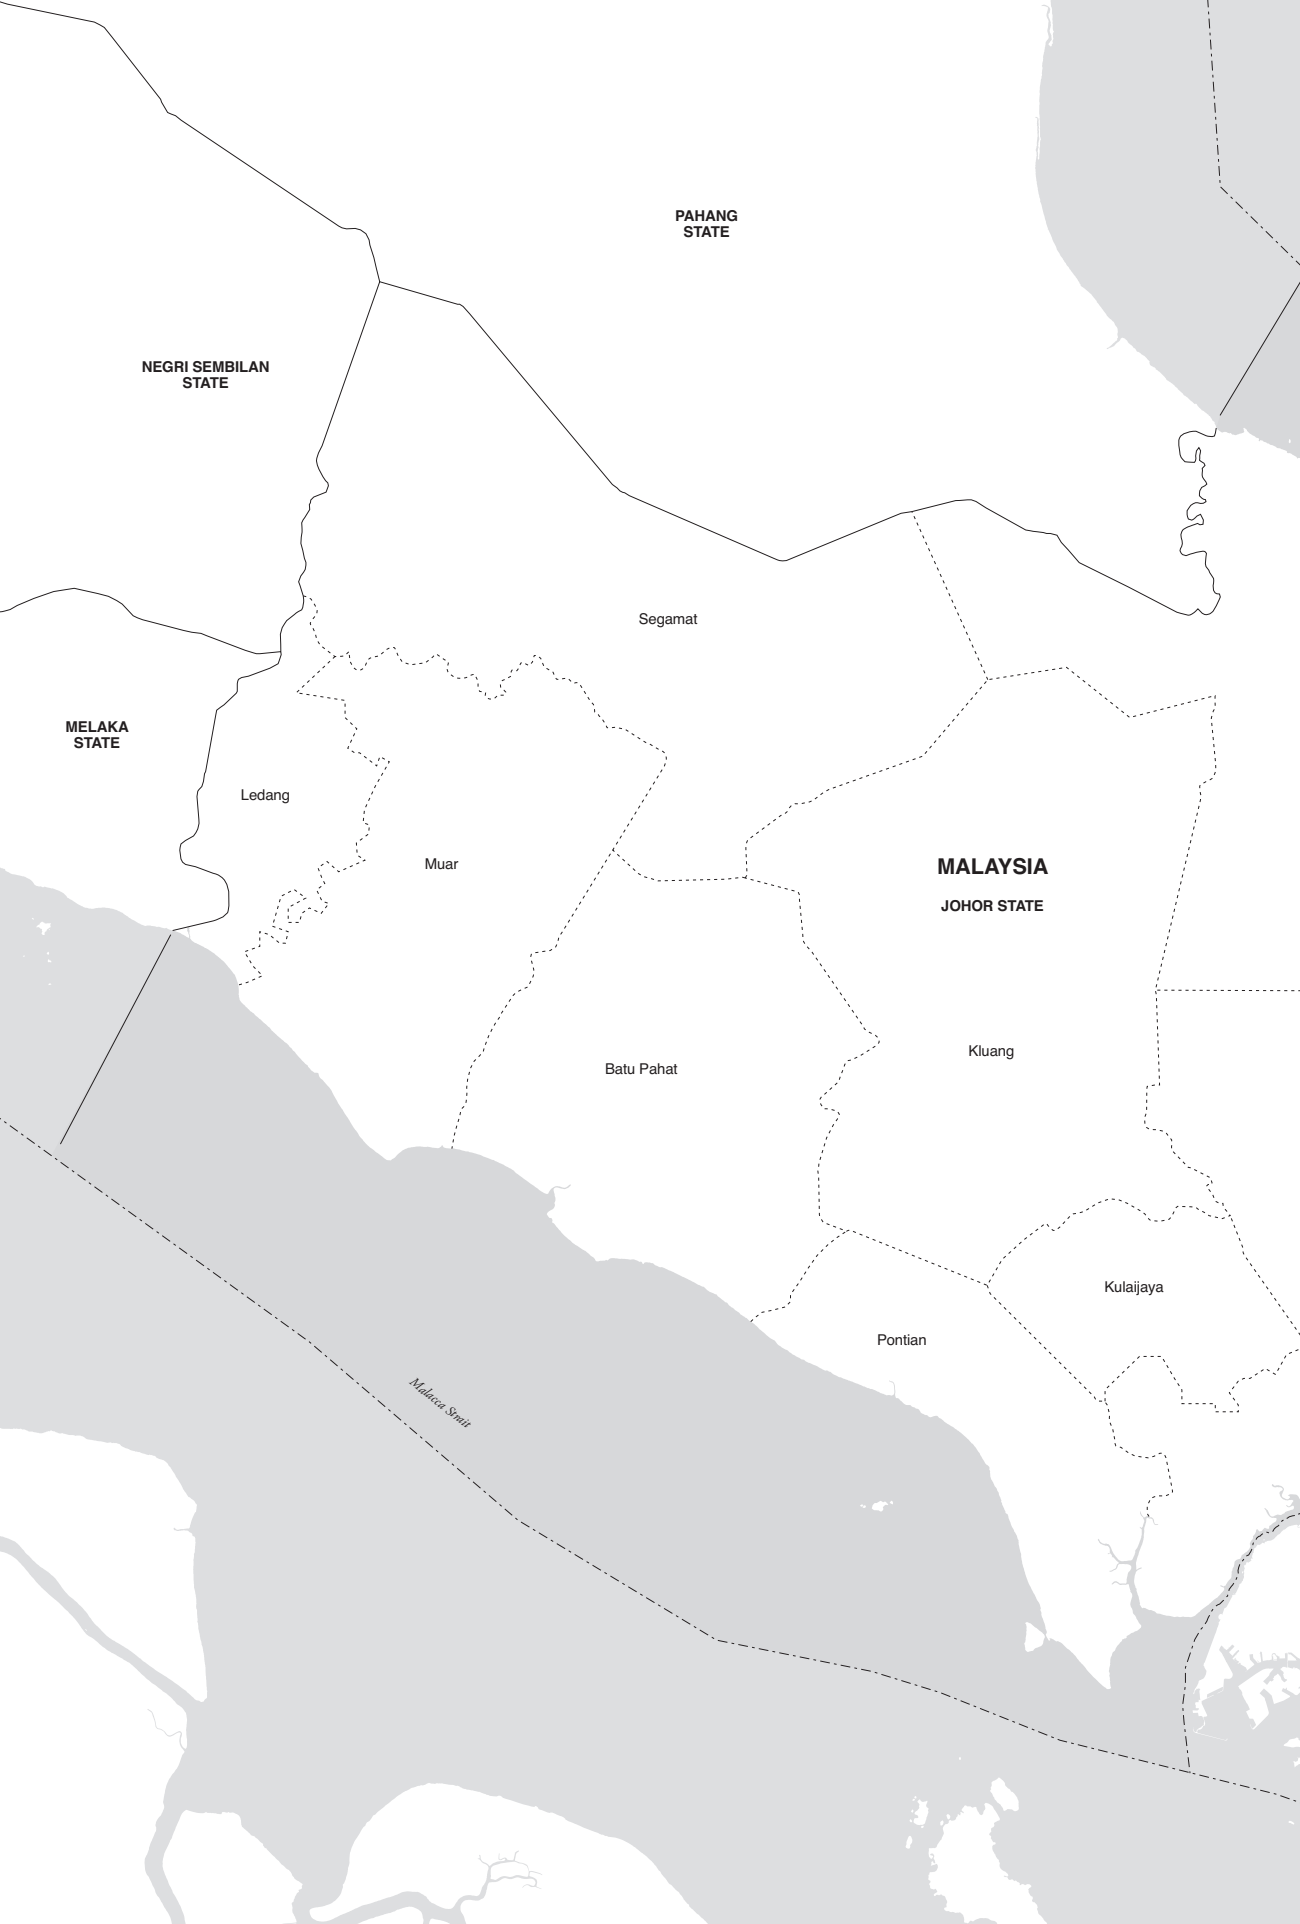 PAHANG
STATE
NEGRI SEMBILAN
STATE
Segamat
MELAKA
STATE
Ledang
Muar
MALAYSIA
JOHOR STATE
Kluang
Batu Pahat
Kulaijaya
Pontian
Malacca Strait